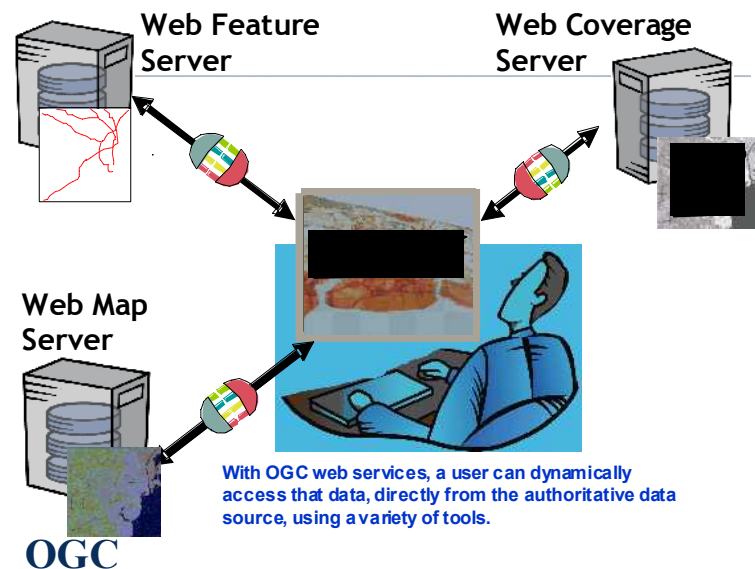 Web Feature
Server
Web Coverage
Server
Web Map
Server
With OGC web services, a user can dynamically
access that data, directly from the authoritative data
source, using a variety of tools.
OGC